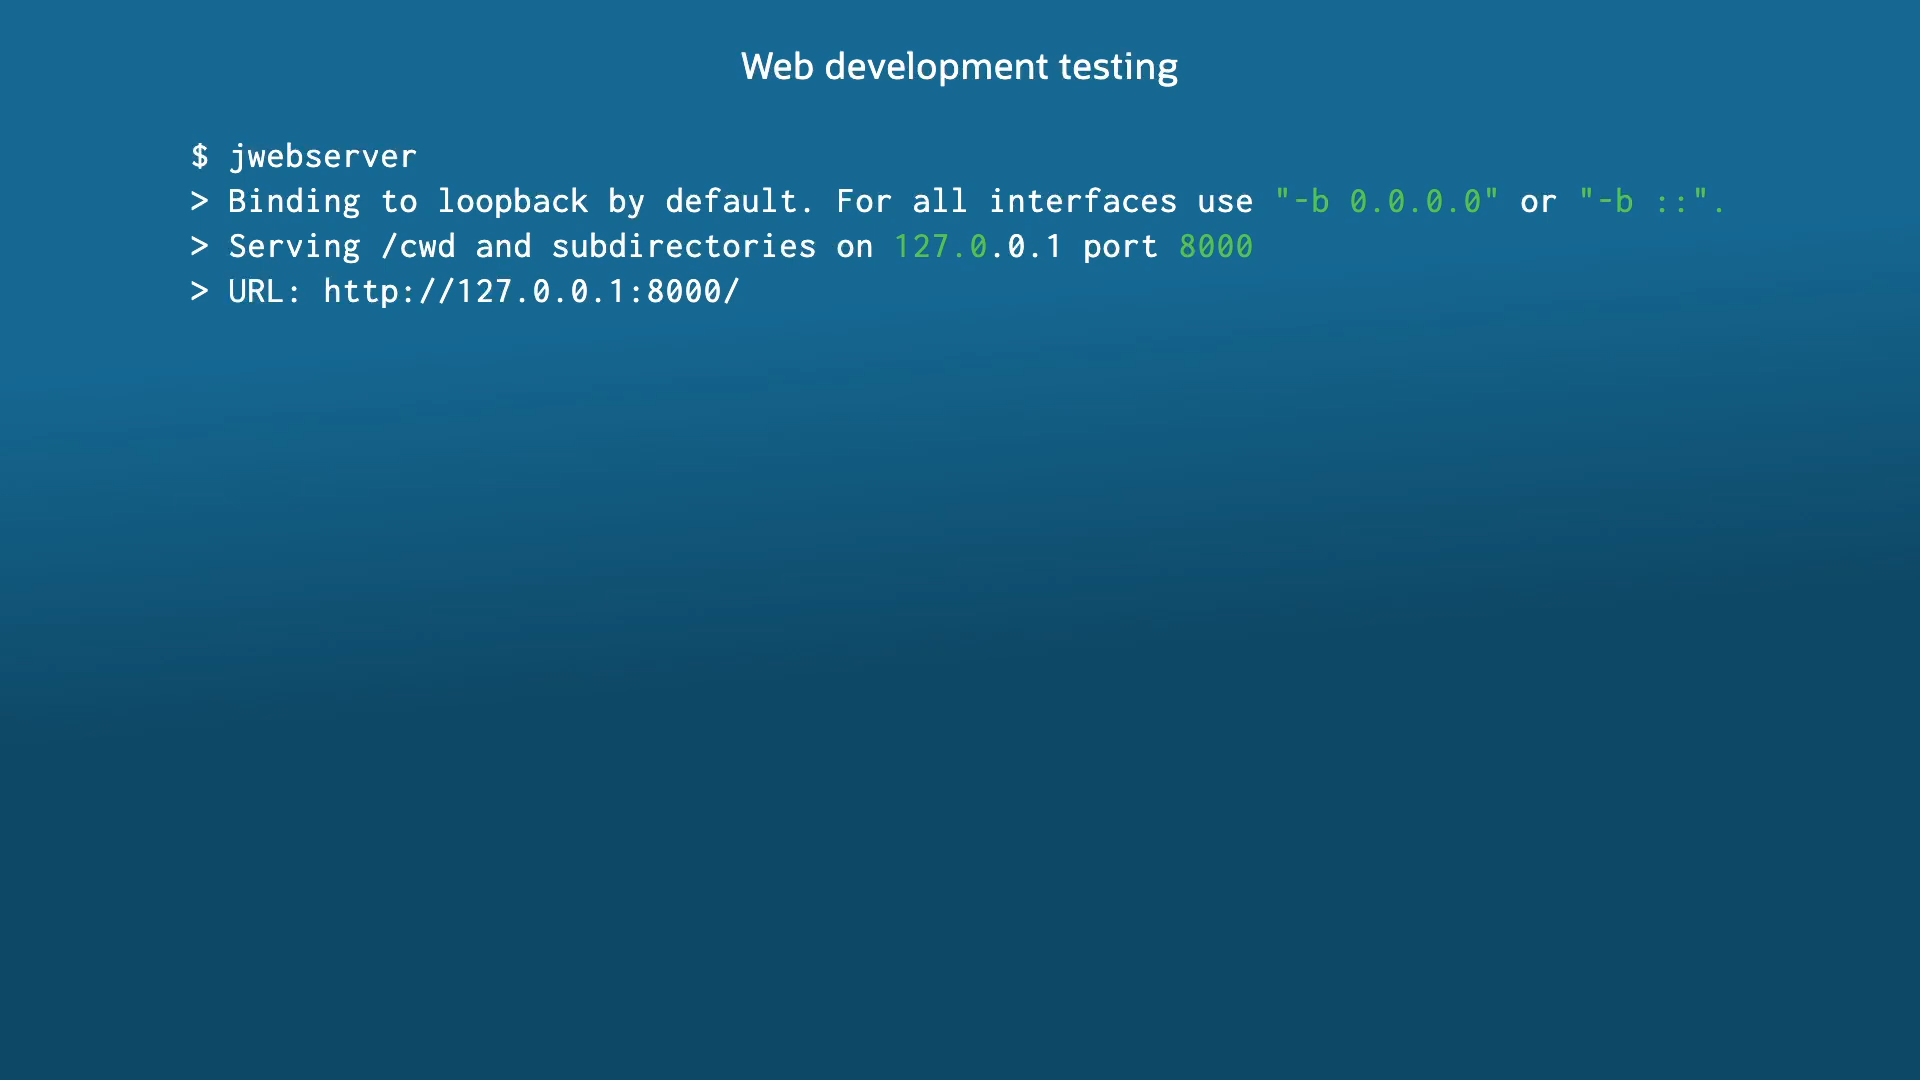 Web development testing
$ jwebserver
> Binding to loopback by default. For all interfaces use "-b 0.0.0.0" or "-b ::".
> Serving /cwd and subdirectories on 127.0.0.1 port 8000
> URL: http://127.0.0.1:8000/